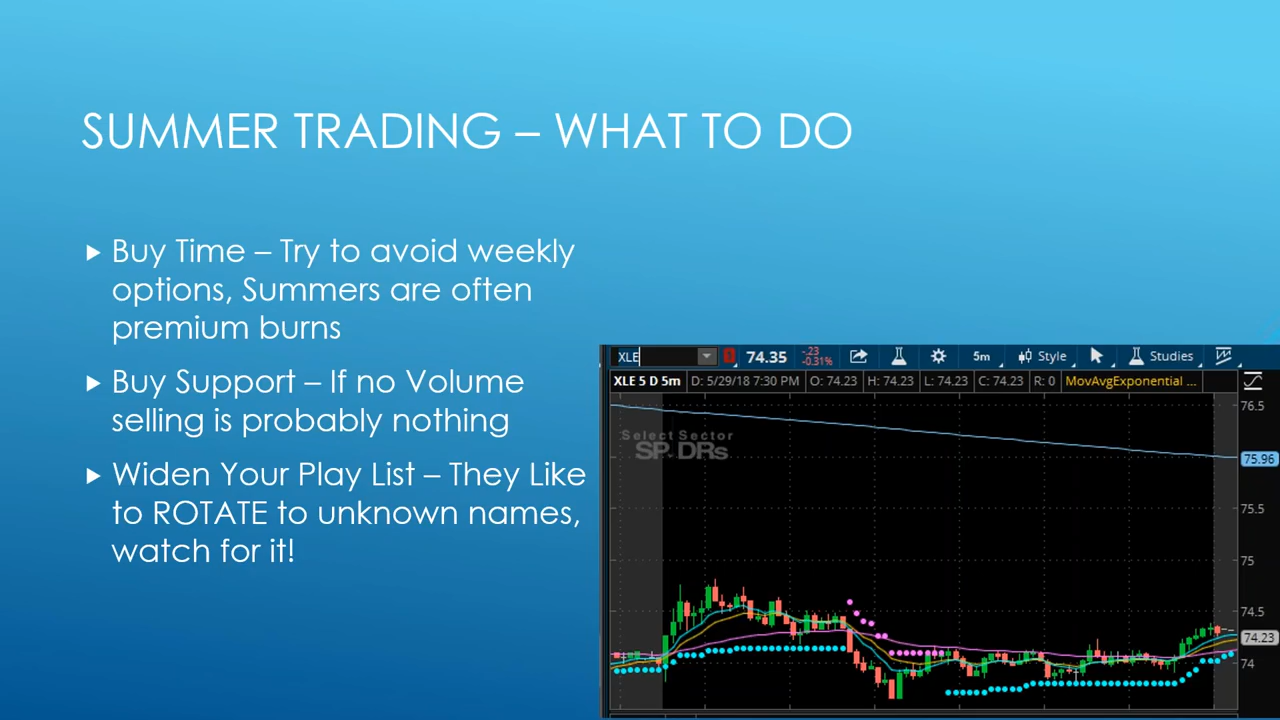 SUMMER TRADING – WHAT TO DO
Buy Time – Try to avoid weekly
options, Summers are often
premium burns
Buy Support – If no Volume
selling is probably nothing
Widen Your Play List – They Like
to ROTATE to unknown names,
watch for it!
XLE 74.35 -.23 -0.31% 5m Style Studies
XLE 5 D 5m D: 5/29/18 7:30 PM O: 74.23 H: 74.23 L: 74.23 C: 74.23 R: 0 MovAvgExponential ...
76.5
Select Sector
SPDRs
75.96
75.5
75
74.5
74.23
74